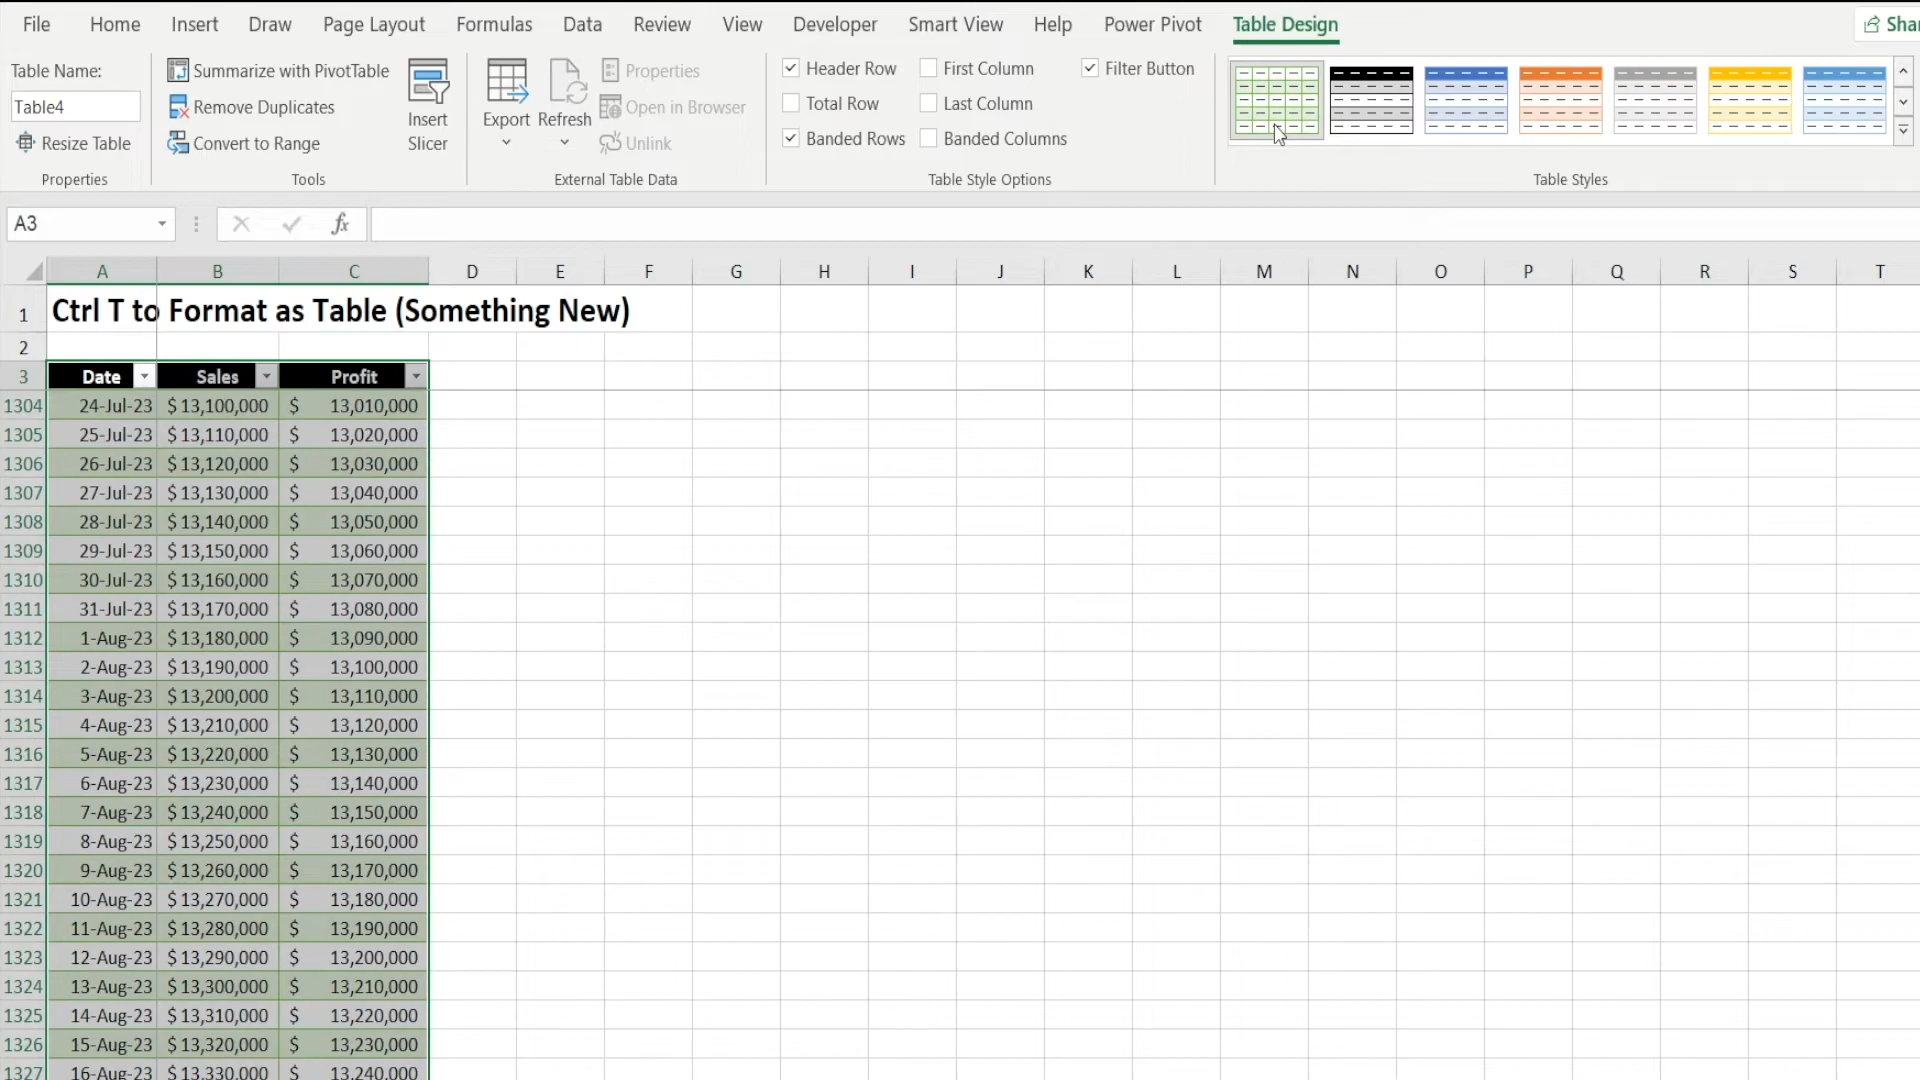 File Home Insert Draw Page Layout Formulas Data Review View Developer Smart View Help Power Pivot Table Design
Table Name:
Table4
Resize Table
Properties
Summarize with PivotTable
Remove Duplicates
Convert to Range
Insert Slicer
Tools
Export
Refresh
Properties
Open in Browser
Unlink
External Table Data
Header Row First Column Filter Button
Total Row Last Column
Banded Rows Banded Columns
Table Style Options
Table Styles
A3 fx
A B C D E F G H I J K L M N O P Q R S T
1 Ctrl T to Format as Table (Something New)
2
3 Date Sales Profit
1304 24-Jul-23 $ 13,100,000 $ 13,010,000
1305 25-Jul-23 $ 13,110,000 $ 13,020,000
1306 26-Jul-23 $ 13,120,000 $ 13,030,000
1307 27-Jul-23 $ 13,130,000 $ 13,040,000
1308 28-Jul-23 $ 13,140,000 $ 13,050,000
1309 29-Jul-23 $ 13,150,000 $ 13,060,000
1310 30-Jul-23 $ 13,160,000 $ 13,070,000
1311 31-Jul-23 $ 13,170,000 $ 13,080,000
1312 1-Aug-23 $ 13,180,000 $ 13,090,000
1313 2-Aug-23 $ 13,190,000 $ 13,100,000
1314 3-Aug-23 $ 13,200,000 $ 13,110,000
1315 4-Aug-23 $ 13,210,000 $ 13,120,000
1316 5-Aug-23 $ 13,220,000 $ 13,130,000
1317 6-Aug-23 $ 13,230,000 $ 13,140,000
1318 7-Aug-23 $ 13,240,000 $ 13,150,000
1319 8-Aug-23 $ 13,250,000 $ 13,160,000
1320 9-Aug-23 $ 13,260,000 $ 13,170,000
1321 10-Aug-23 $ 13,270,000 $ 13,180,000
1322 11-Aug-23 $ 13,280,000 $ 13,190,000
1323 12-Aug-23 $ 13,290,000 $ 13,200,000
1324 13-Aug-23 $ 13,300,000 $ 13,210,000
1325 14-Aug-23 $ 13,310,000 $ 13,220,000
1326 15-Aug-23 $ 13,320,000 $ 13,230,000
1327 16-Aug-23 $ 13,330,000 $ 13,240,000